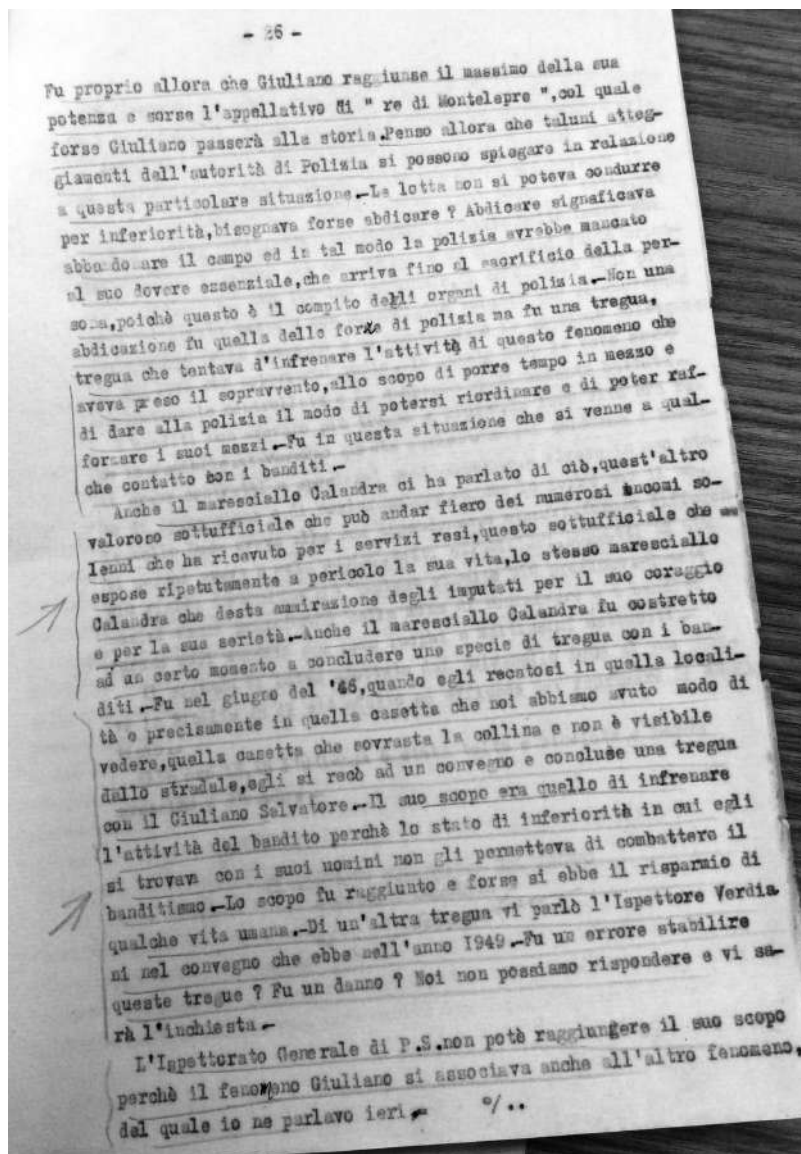 - 26 -
Fu proprio allora che Giuliano raggiunse il massimo della sua
potenza e sorse l'appellativo di " re di Montelepre ",col quale
forse Giuliano passerà alla storia.Penso allora che taluni atteg-
giamenti dell'autorità di Polizia si possono spiegare in relazione
a questa particolare situazione.-La lotta non si poteva condurre
per inferiorità,bisognava forse abdicare ? Abdicare signaficava
abbandonare il campo ed in tal modo la polizia avrebbe mancato
al suo dovere essenziale,che arriva fino al sacrificio della per-
sona,poichè questo è il compito degli organi di polizia.-Non una
abdicazione fu quella delle forze di polizia ma fu una tregua,
tregua che tentava d'infrenare l'attività di questo fenomeno che
aveva preso il sopravvento,allo scopo di porre tempo in mezzo e
di dare alla polizia il modo di potersi riordinare e di poter raf-
forzare i suoi mezzi.-Fu in questa situazione che si venne a qual-
che contatto con i banditi.-
Anche il maresciallo Calandra ci ha parlato di ciò,quest'altro
valoroso sottufficiale che può andar fiero dei numerosi encomi so-
lenni che ha ricavuto per i servizi resi,questo sottufficiale che
espose ripetutamente a pericolo la sua vita,lo stesso maresciallo
Calandra che desta ammirazione degli imputati per il suo coraggio
e per la sua serietà.-Anche il maresciallo Calandra fu costretto
ad un certo momento a concludere una specie di tregua con i ban-
diti.-Fu nel giugno del '46,quando egli recatosi in quella locali-
tà e precisamente in quella casetta che noi abbiamo avuto modo di
vedere,quella casetta che sovrasta la collina e non è visibile
dallo stradale,egli si recò ad un convegno e concluse una tregua
con il Giuliano Salvatore.-Il suo scopo era quello di infrenare
l'attività del bandito perchè lo stato di inferiorità in cui egli
si trovava con i suoi uomini non gli permetteva di combattere il
banditismo.-Lo scopo fu raggiunto e forse si ebbe il risparmio di
qualche vita umana.-Di un'altra tregua vi parlò l'Ispettore Verdia
ni nel convegno che ebbe nell'anno 1949.-Fu un errore stabilire
queste tregue ? Fu un danno ? Noi non possiamo rispondere e vi sa-
rà l'inchiesta.-
L'Ispettorato Generale di P.S.non potè raggiungere il suo scopo
perchè il fenomeno Giuliano si associava anche all'altro fenomeno,
del quale io ne parlavo ieri.- °/..